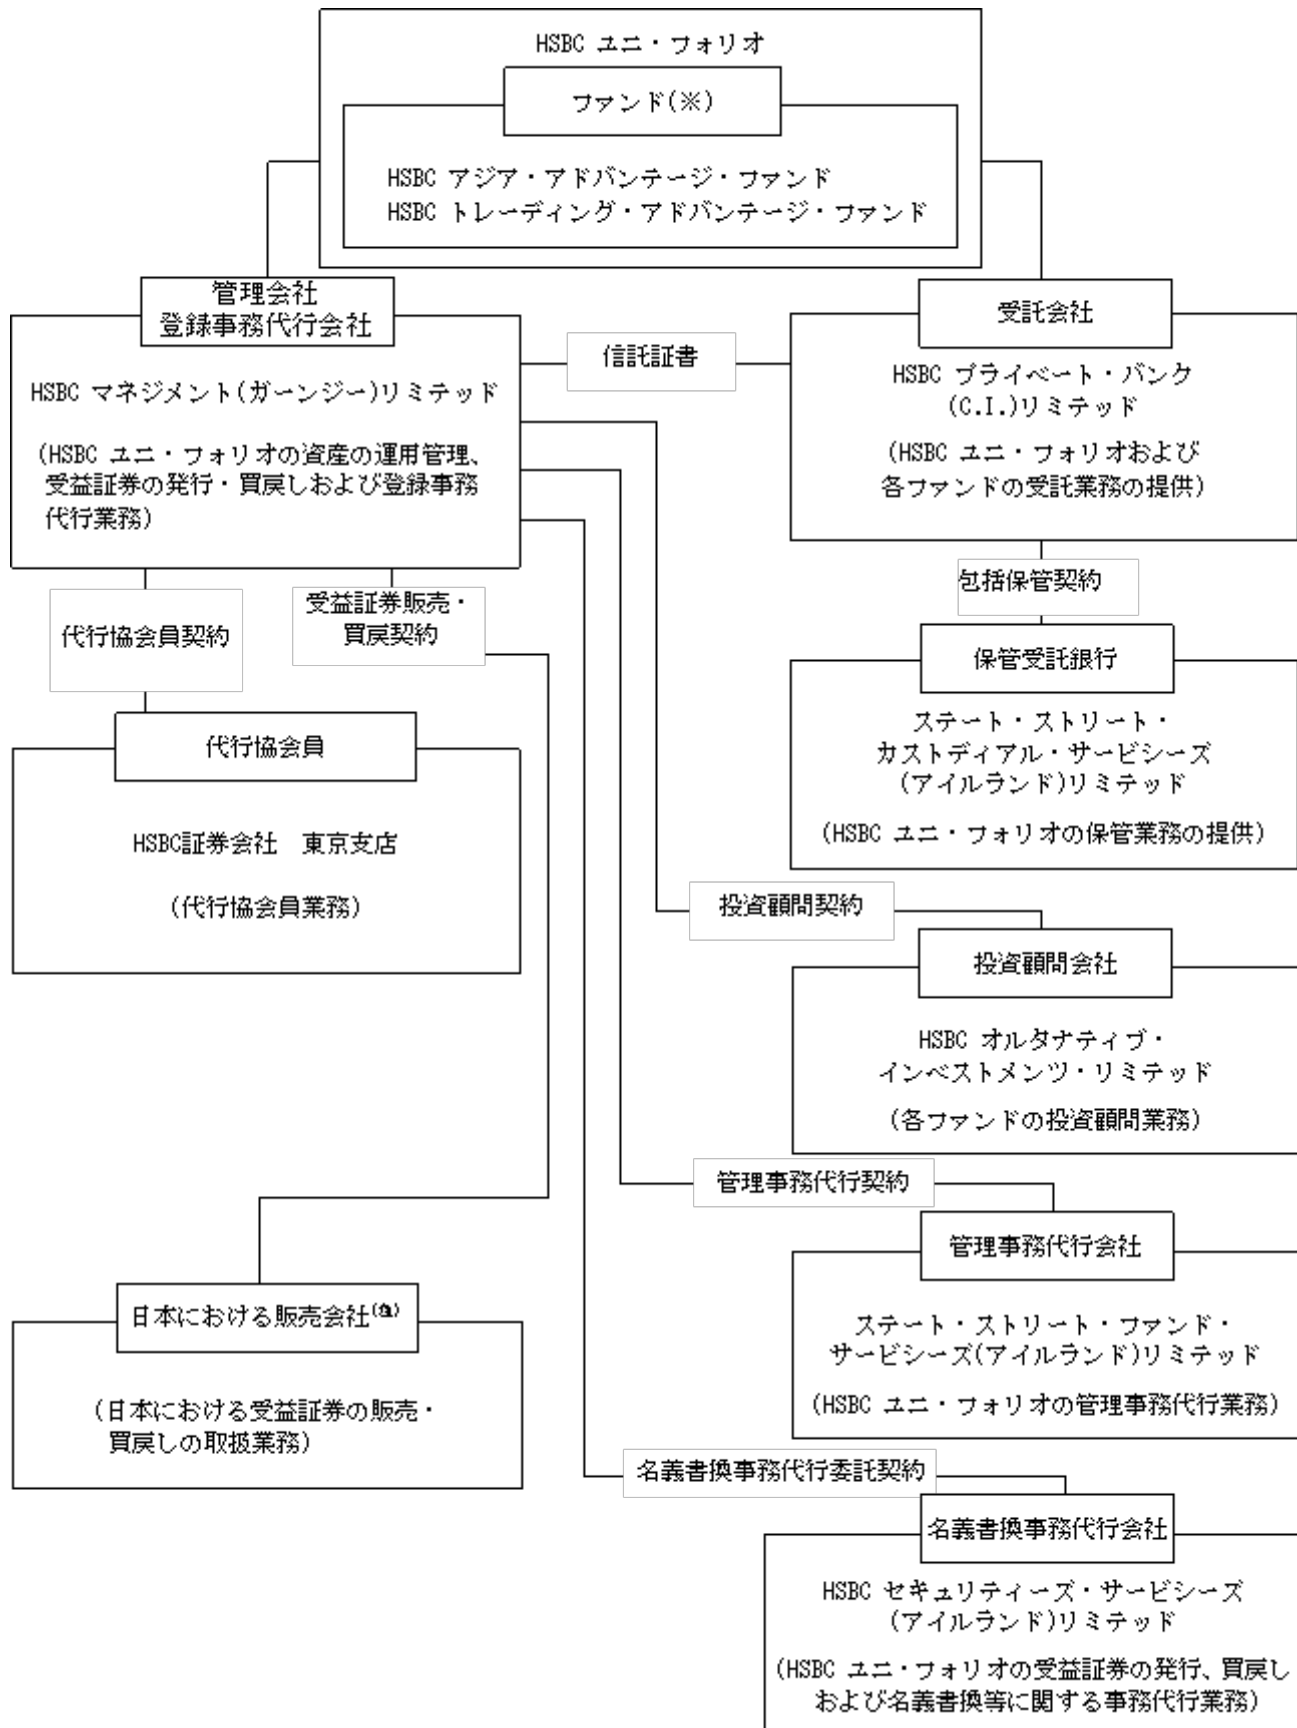 HSBC ユニ・フォリオ
ファンド(※)
HSBC アジア・アドバンテージ・ファンド
HSBC トレーディング・アドバンテージ・ファンド
管理会社
登録事務代行会社
HSBC マネジメント(ガーンジー)リミテッド
(HSBC ユニ・フォリオの資産の運用管理、
受益証券の発行・買戻しおよび登録事務
代行業務)
信託証書
受託会社
HSBC プライベート・バンク
(C.I.)リミテッド
(HSBC ユニ・フォリオおよび
各ファンドの受託業務の提供)
代行協会員契約
受益証券販売・
買戻契約
包括保管契約
代行協会員
HSBC証券会社 東京支店
(代行協会員業務)
保管受託銀行
ステート・ストリート・
カストディアル・サービシーズ
(アイルランド)リミテッド
(HSBC ユニ・フォリオの保管業務の提供)
投資顧問契約
投資顧問会社
HSBC オルタナティブ・
インベストメンツ・リミテッド
(各ファンドの投資顧問業務)
管理事務代行契約
管理事務代行会社
ステート・ストリート・ファンド・
サービシーズ(アイルランド)リミテッド
(HSBC ユニ・フォリオの管理事務代行業務)
日本における販売会社
(日本における受益証券の販売・
買戻しの取扱業務)
名義書換事務代行委託契約
名義書換事務代行会社
HSBC セキュリティーズ・サービシーズ
(アイルランド)リミテッド
(HSBC ユニ・フォリオの受益証券の発行、買戻し
および名義書換等に関する事務代行業務)